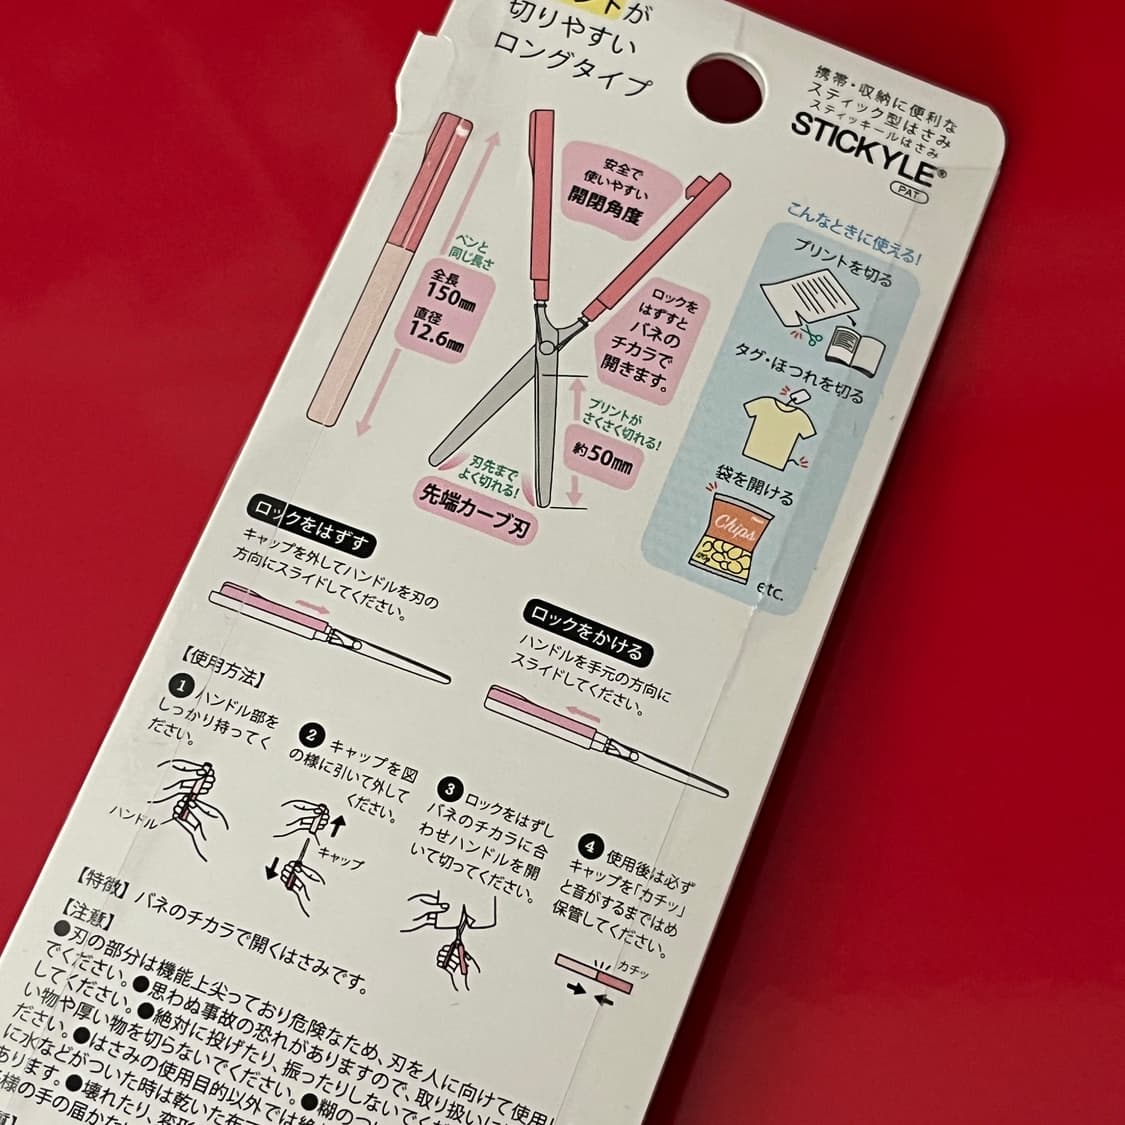 ントが
切りやすい
ロングタイプ
携帯・収納に便利な
スティック型はさみ
スティッキールはさみ
STICKYLE®
PAT
安全で
使いやすい
開閉角度
ペンと
同じ長さ
全長
150mm
直径
12.6mm
ロックを
はずすと
バネの
チカラで
開きます。
プリントが
さくさく切れる!
約50mm
刃先まで
よく切れる!
先端カーブ刃
こんなときに使える!
プリントを切る
タグ・ほつれを切る
袋を開ける
Chips
etc.
ロックをはずす
キャップを外してハンドルを刃の
方向にスライドしてください。
ロックをかける
ハンドルを手元の方向に
スライドしてください。
【使用方法】
1 ハンドル部を
しっかり持ってく
ださい。
ハンドル
2 キャップを図
の様に引いて外して
ください。
キャップ
3 ロックをはずし
バネのチカラに合
わせハンドルを開
いて切ってください。
4 使用後は必ず
キャップを「カチッ」
と音がするまではめ
保管してください。
カチッ
【特徴】バネのチカラで開くはさみです。
【注意】
●刃の部分は機能上尖っており危険なため、刃を人に向けて使用し
でください。●思わぬ事故の恐れがありますので、取り扱いに
してください。●絶対に投げたり、振ったりしないでくだ
い物や厚い物を切らないでください。●糊のつ
ださい。●はさみの使用目的以外では絶
に水などがついた時は乾いた布
あります。●壊れたり、変形
様の手の届か